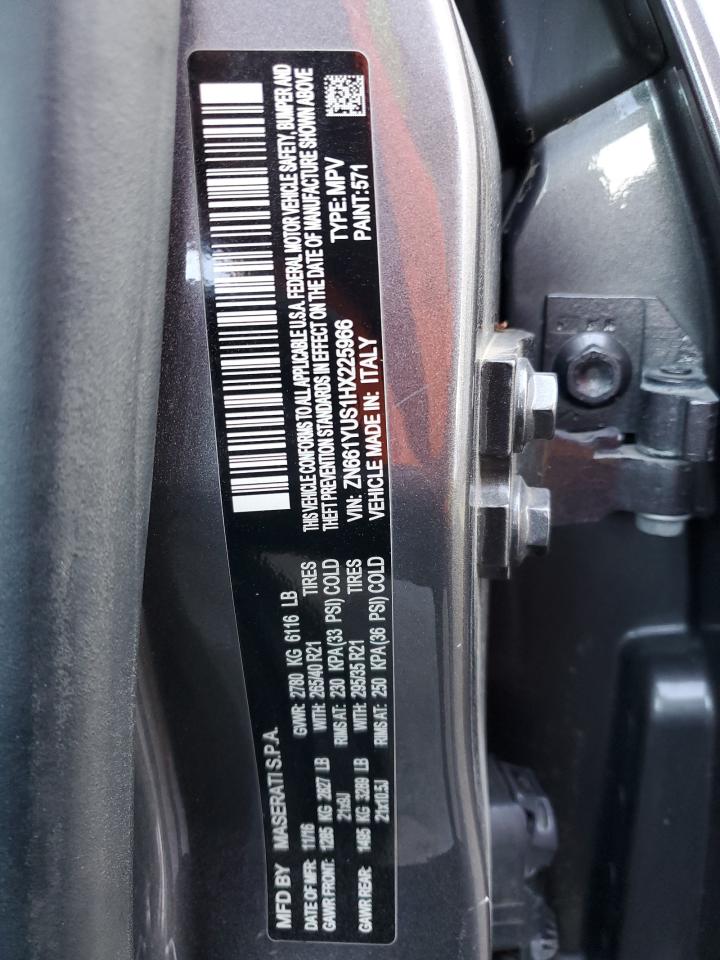 MFD BY MASERATI S.P.A.
DATE OF MFR: 11/16 GVWR: 2780 KG 6116 LB
GAWR FRONT: 1285 KG 2827 LB WITH: 265/40 R21 TIRES
21x9J RIMS AT: 230 KPA (33 PSI) COLD
GAWR REAR: 1495 KG 3289 LB WITH: 295/35 R21 TIRES
21x10.5J RIMS AT: 250 KPA (36 PSI) COLD
THIS VEHICLE CONFORMS TO ALL APPLICABLE U.S.A. FEDERAL MOTOR VEHICLE SAFETY, BUMPER AND
THEFT PREVENTION STANDARDS IN EFFECT ON THE DATE OF MANUFACTURE SHOWN ABOVE
VIN: ZN661YUS1HX225966 TYPE: MPV
VEHICLE MADE IN: ITALY PAINT:571